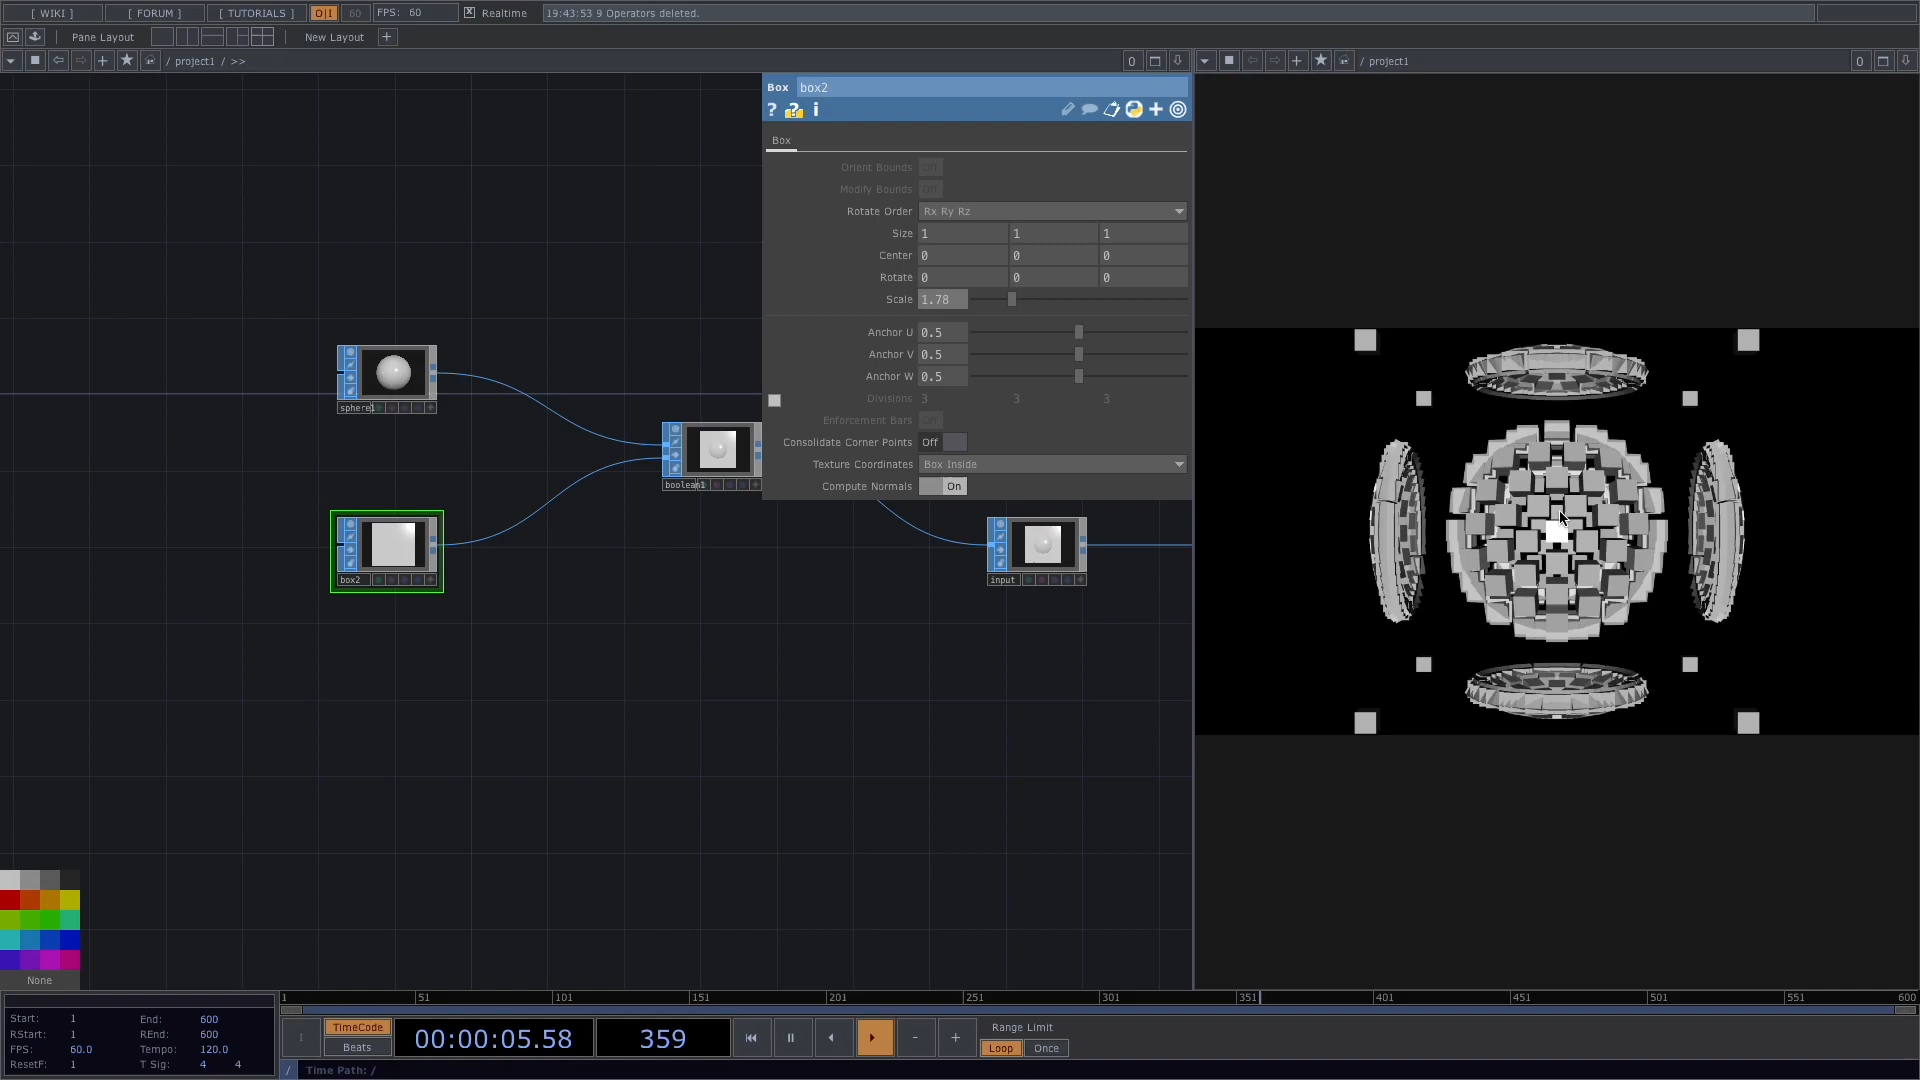 [ WIKI ] [ FORUM ] [ TUTORIALS ] O|I 60 FPS: 60 Realtime 19:43:53 9 Operators deleted.
Pane Layout New Layout +
/ project1 / >> 0 / project1 0
Box box2
? ? i
Box
Orient Bounds
Modify Bounds Off
Rotate Order Rx Ry Rz
Size 1 1 1
Center 0 0 0
Rotate 0 0 0
Scale 1.78
Anchor U 0.5
Anchor V 0.5
Anchor W 0.5
Divisions 3 3 3
Enforcement Bars Off
Consolidate Corner Points Off
Texture Coordinates Box Inside
Compute Normals On
sphere1
boolean1
box2
input
None
1 51 101 151 201 251 301 351 401 451 501 551 600
Start: 1 End: 600
RStart: 1 REnd: 600
FPS: 60.0 Tempo: 120.0
ResetF: 1 T Sig: 4 4
TimeCode
Beats
00:00:05.58 359 - +
Range Limit
Loop Once
/ Time Path: /